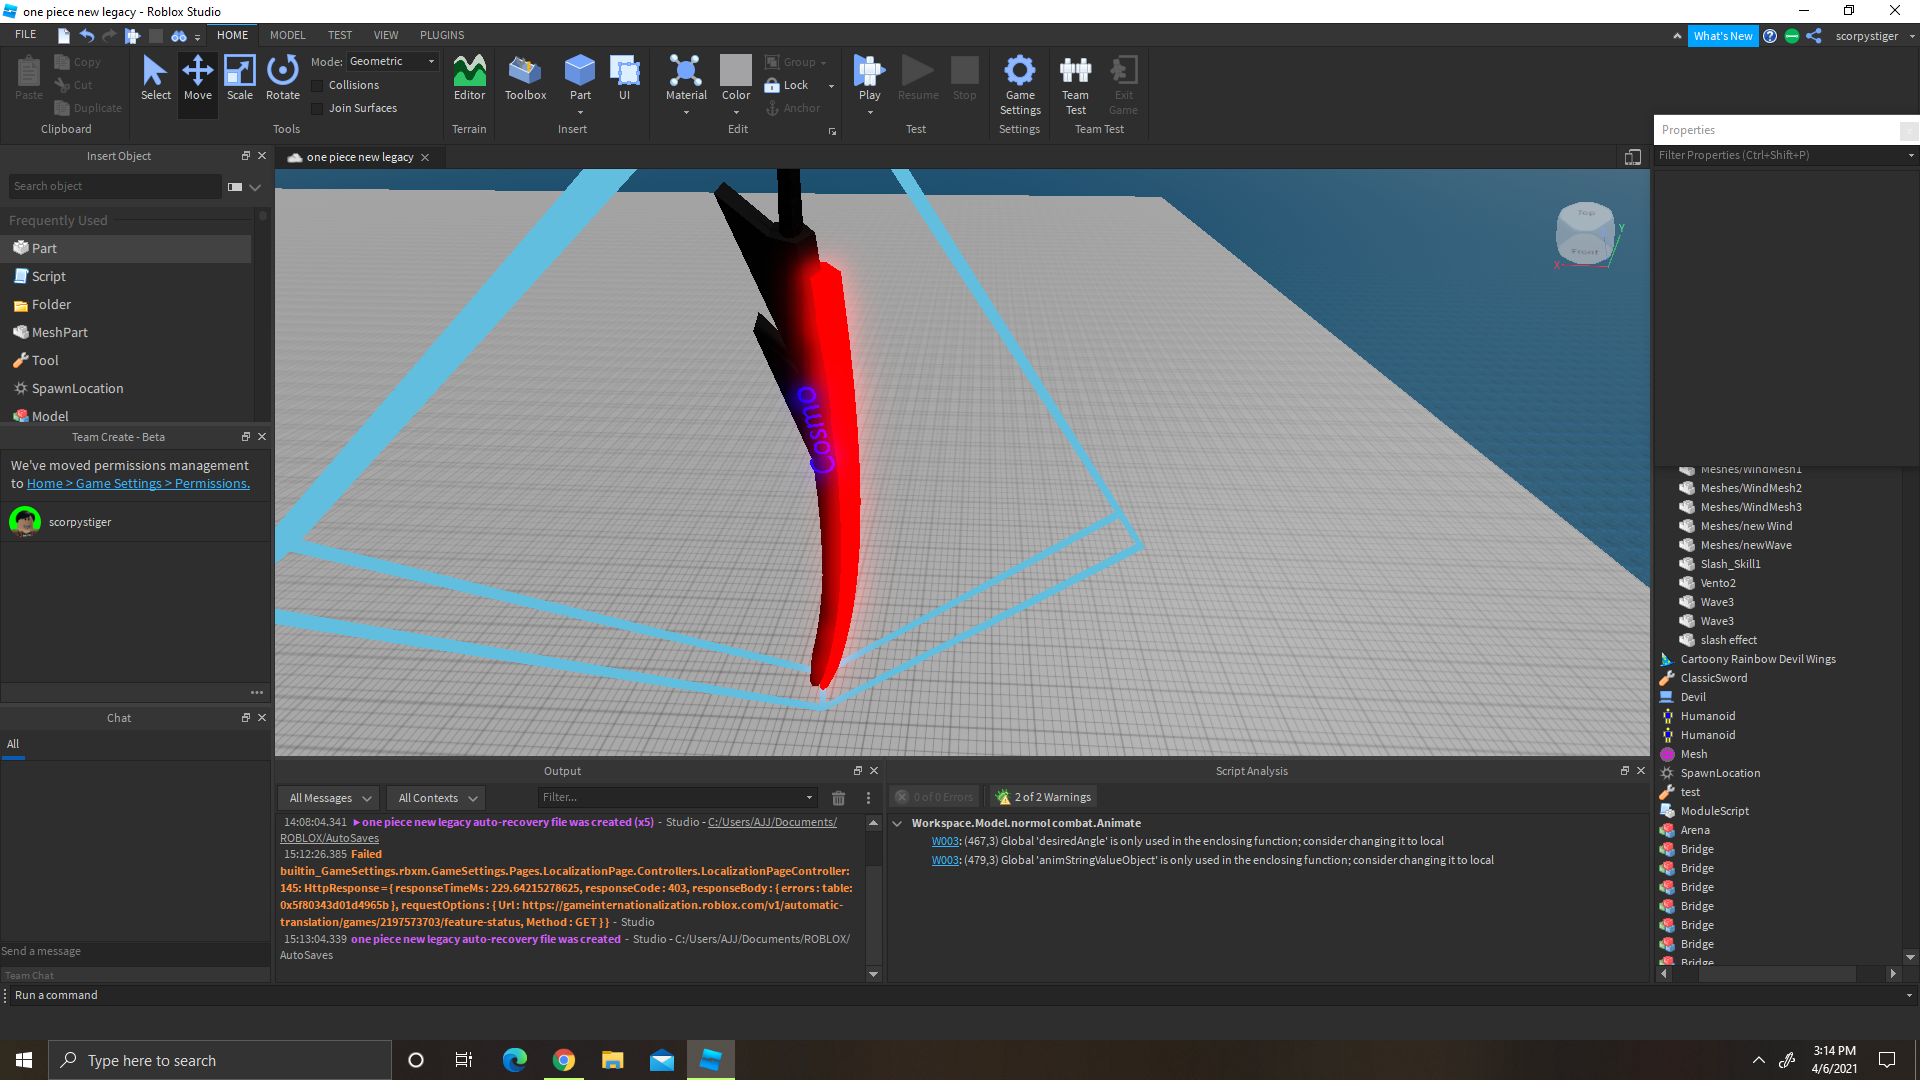 one piece new legacy - Roblox Studio
FILE
HOME
MODEL
TEST
VIEW
PLUGINS
What's New
scorpystiger
Paste
Copy
Cut
Duplicate
Clipboard
Select
Move
Scale
Rotate
Mode: Geometric
Collisions
Join Surfaces
Tools
Editor
Terrain
Toolbox
Part
UI
Insert
Material
Color
Group
Lock
Anchor
Edit
Play
Resume
Stop
Test
Game
Settings
Settings
Team
Test
Exit
Game
Team Test
Insert Object
Search object
Frequently Used
Part
Script
Folder
MeshPart
Tool
SpawnLocation
Model
Team Create - Beta
We've moved permissions management
to Home > Game Settings > Permissions.
scorpystiger
Chat
All
Send a message
Team Chat
one piece new legacy
Cosmo
Top
Front
X
Y
Output
All Messages
All Contexts
Filter...
14:08:04.341 ►one piece new legacy auto-recovery file was created (x5) - Studio - C:/Users/AJJ/Documents/
ROBLOX/AutoSaves
15:12:26.385 Failed
builtin_GameSettings.rbxm.GameSettings.Pages.LocalizationPage.Controllers.LocalizationPageController:
145: HttpResponse = { responseTimeMs : 229.64215278625, responseCode : 403, responseBody : { errors : table:
0x5f80343d01d4965b }, requestOptions : { Url : https://gameinternationalization.roblox.com/v1/automatic-
translation/games/2197573703/feature-status, Method : GET } } - Studio
15:13:04.339 one piece new legacy auto-recovery file was created - Studio - C:/Users/AJJ/Documents/ROBLOX/
AutoSaves
Script Analysis
0 of 0 Errors
2 of 2 Warnings
Workspace.Model.normol combat.Animate
W003: (467,3) Global 'desiredAngle' is only used in the enclosing function; consider changing it to local
W003: (479,3) Global 'animStringValueObject' is only used in the enclosing function; consider changing it to local
Properties
Filter Properties (Ctrl+Shift+P)
Meshes/WindMesh1
Meshes/WindMesh2
Meshes/WindMesh3
Meshes/new Wind
Meshes/newWave
Slash_Skill1
Vento2
Wave3
Wave3
slash effect
Cartoony Rainbow Devil Wings
ClassicSword
Devil
Humanoid
Humanoid
Mesh
SpawnLocation
test
ModuleScript
Arena
Bridge
Bridge
Bridge
Bridge
Bridge
Bridge
Bridge
Run a command
Type here to search
3:14 PM
4/6/2021